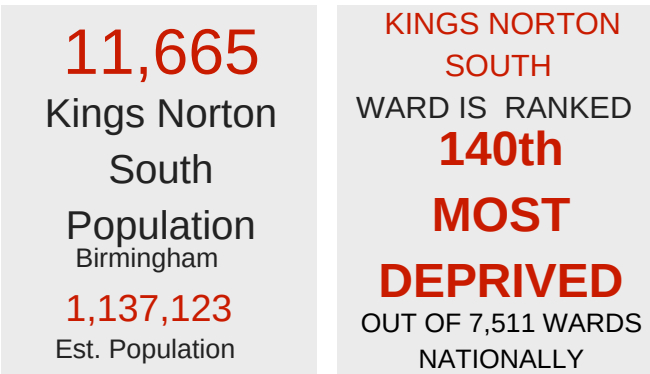 11,665
Kings Norton
South
Population
Birmingham
1,137,123
Est. Population
KINGS NORTON
SOUTH
WARD IS RANKED
140th
MOST
DEPRIVED
OUT OF 7,511 WARDS
NATIONALLY